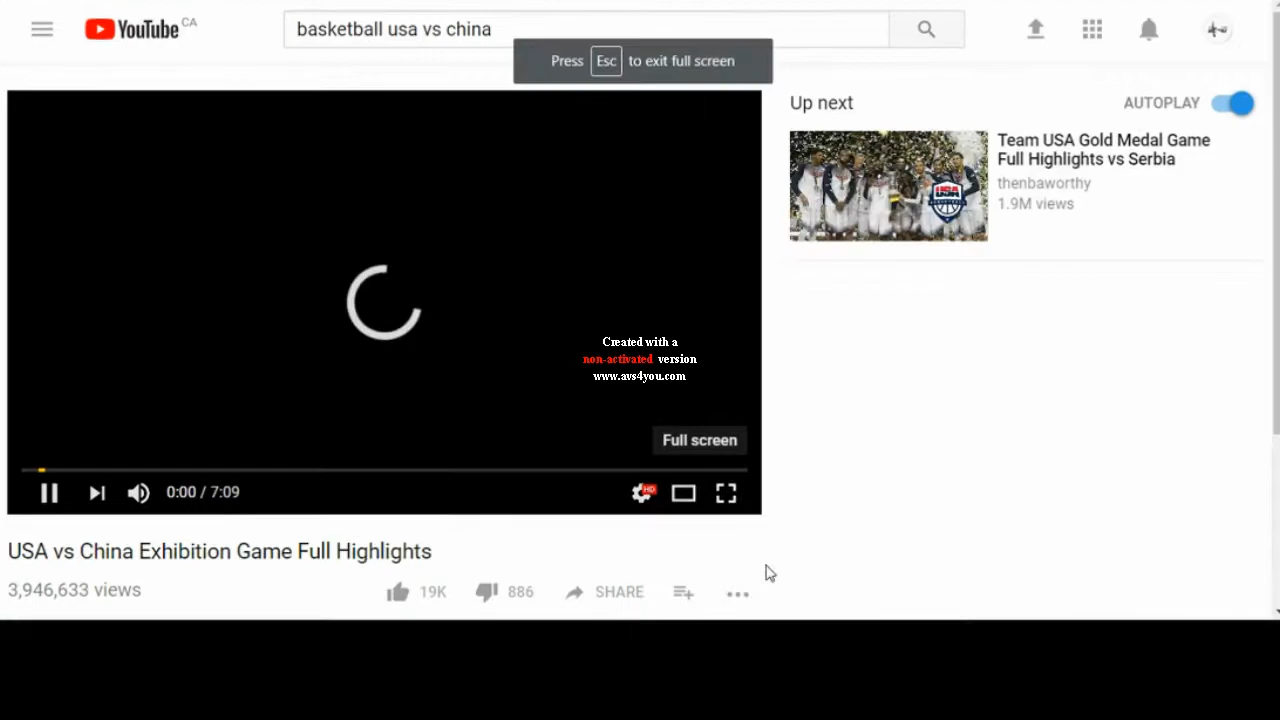 YouTube CA
basketball usa vs china
Press Esc to exit full screen
Up next
AUTOPLAY
Team USA Gold Medal Game
Full Highlights vs Serbia
thenbaworthy
1.9M views
USA
Created with a
non-activated version
www.avs4you.com
Full screen
0:00 / 7:09
HD
USA vs China Exhibition Game Full Highlights
3,946,633 views
19K
886
SHARE